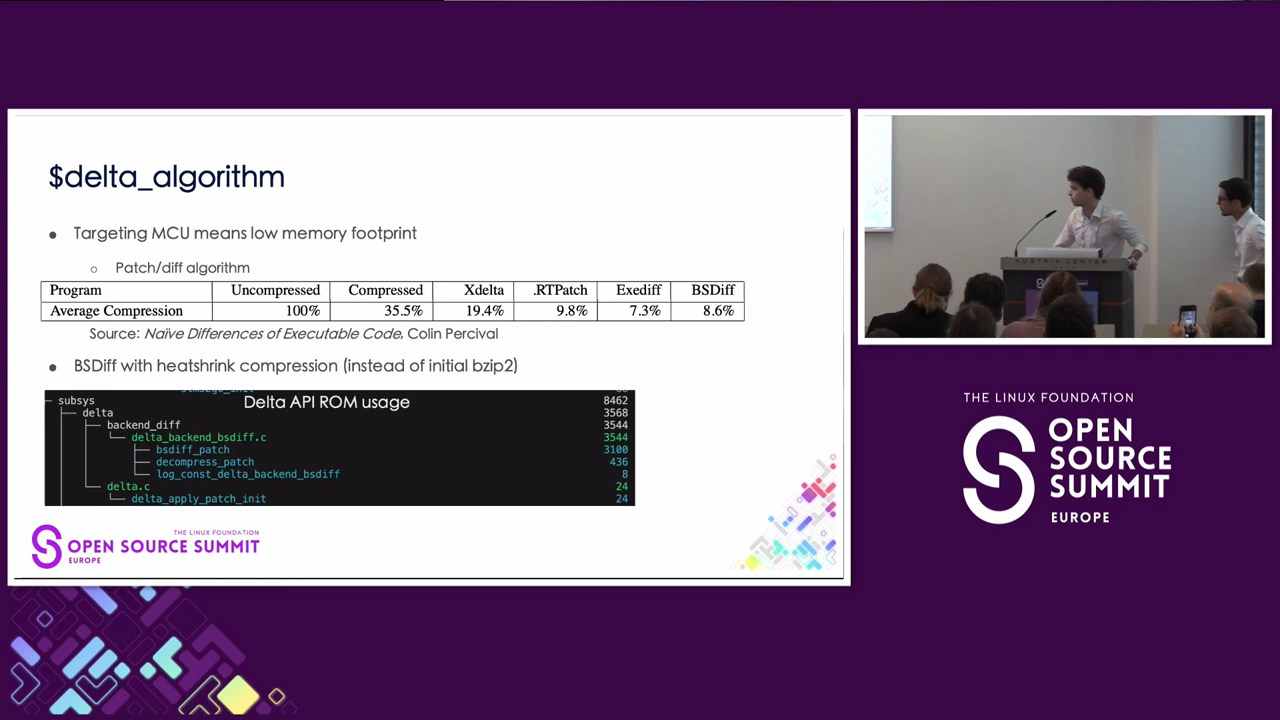 $delta_algorithm
● Targeting MCU means low memory footprint
○ Patch/diff algorithm
Program Uncompressed Compressed Xdelta .RTPatch Exediff BSDiff
Average Compression 100% 35.5% 19.4% 9.8% 7.3% 8.6%
Source: Naïve Differences of Executable Code, Colin Percival
● BSDiff with heatshrink compression (instead of initial bzip2)
Delta API ROM usage
subsys 8462
delta 3568
backend_diff 3544
delta_backend_bsdiff.c 3544
bsdiff_patch 3100
decompress_patch 436
log_const_delta_backend_bsdiff 8
delta.c 24
delta_apply_patch_init 24
THE LINUX FOUNDATION
OPEN SOURCE SUMMIT
EUROPE
AUSTRIA CENTER
THE LINUX FOUNDATION
OPEN
SOURCE
SUMMIT
EUROPE